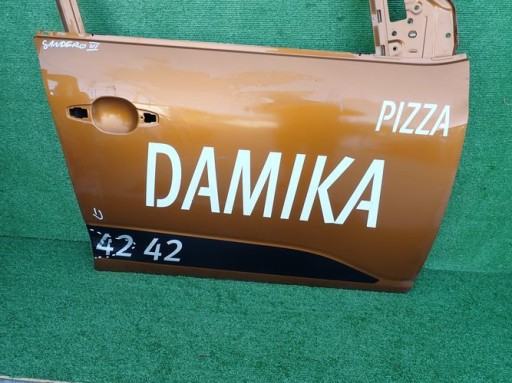 SANDERO III
PIZZA
DAMIKA
42 42